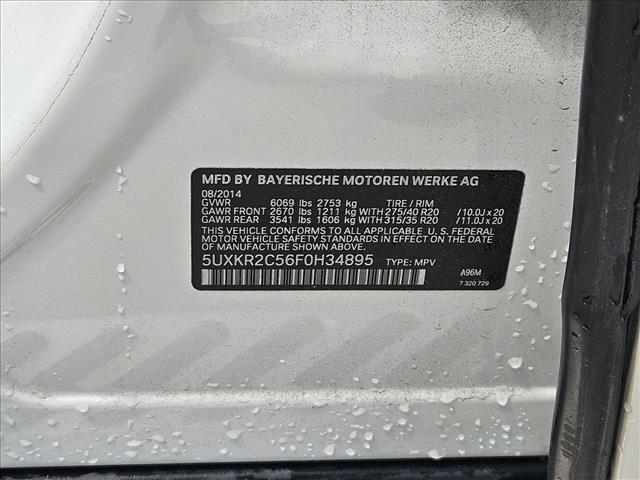 MFD BY BAYERISCHE MOTOREN WERKE AG
08/2014
GVWR 6069 lbs 2753 kg TIRE / RIM
GAWR FRONT 2670 lbs 1211 kg WITH 275/40 R20 /10.0J x 20
GAWR REAR 3541 lbs 1606 kg WITH 315/35 R20 /11.0J x 20
THIS VEHICLE CONFORMS TO ALL APPLICABLE U. S. FEDERAL
MOTOR VEHICLE SAFETY STANDARDS IN EFFECT ON THE DATE
OF MANUFACTURE SHOWN ABOVE.
5UXKR2C56F0H34895 TYPE: MPV
A96M
7 320 729